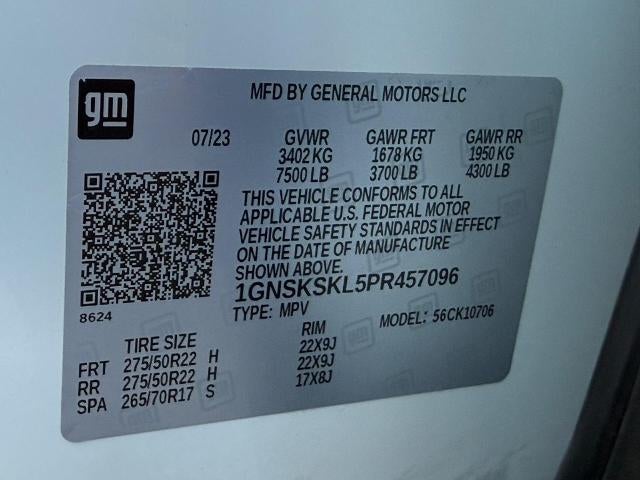 gm
MFD BY GENERAL MOTORS LLC
07/23 GVWR GAWR FRT GAWR RR
3402 KG 1678 KG 1950 KG
7500 LB 3700 LB 4300 LB
THIS VEHICLE CONFORMS TO ALL
APPLICABLE U.S. FEDERAL MOTOR
VEHICLE SAFETY STANDARDS IN EFFECT
ON THE DATE OF MANUFACTURE
SHOWN ABOVE.
1GNSKSKL5PR457096
8624
TYPE: MPV MODEL: 56CK10706
TIRE SIZE RIM
FRT 275/50R22 H 22X9J
RR 275/50R22 H 22X9J
SPA 265/70R17 S 17X8J